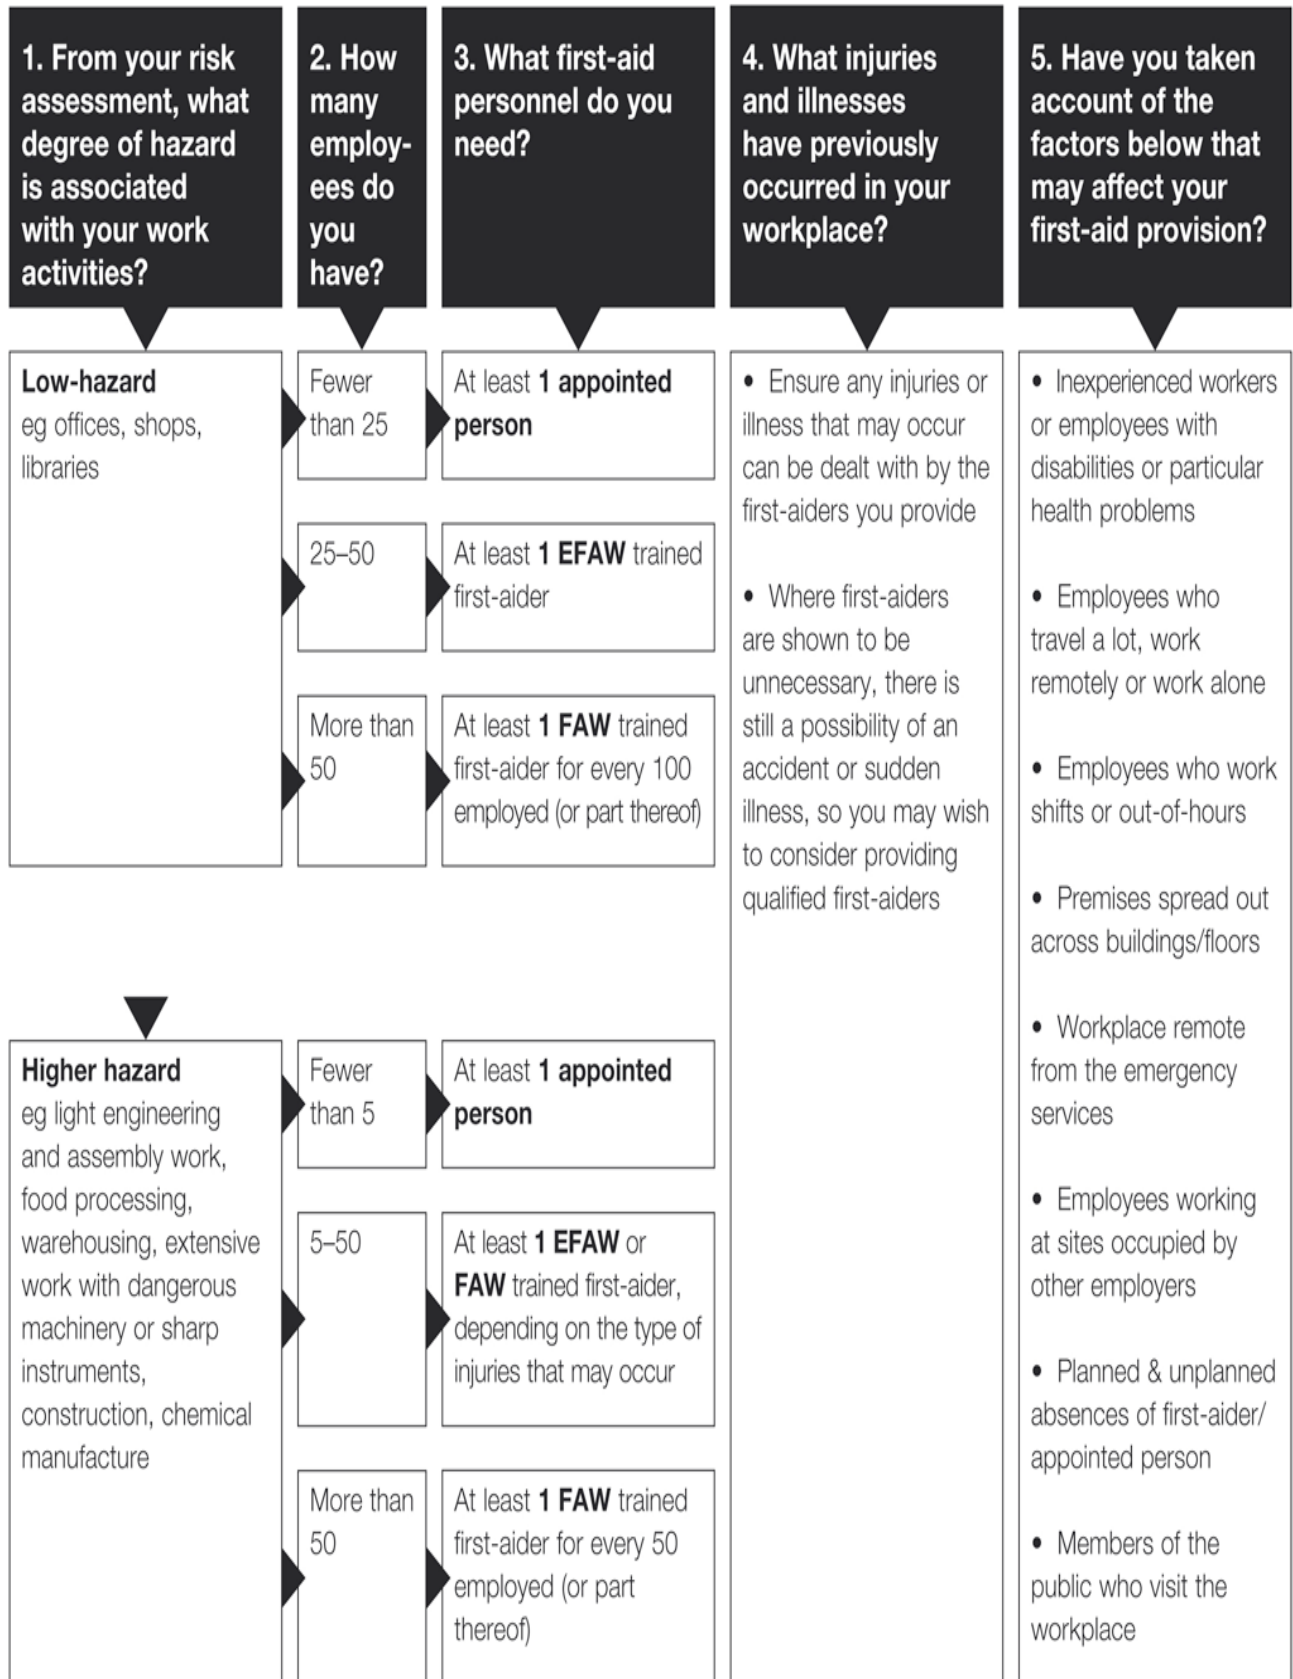 1. From your risk
assessment, what
degree of hazard
is associated
with your work
activities?
2. How
many
employ-
ees do
you
have?
3. What first-aid
personnel do you
need?
4. What injuries
and illnesses
have previously
occurred in your
workplace?
5. Have you taken
account of the
factors below that
may affect your
first-aid provision?
Low-hazard
eg offices, shops,
libraries
Fewer
than 25
At least 1 appointed
person
25–50
At least 1 EFAW trained
first-aider
More than
50
At least 1 FAW trained
first-aider for every 100
employed (or part thereof)
Higher hazard
eg light engineering
and assembly work,
food processing,
warehousing, extensive
work with dangerous
machinery or sharp
instruments,
construction, chemical
manufacture
Fewer
than 5
At least 1 appointed
person
5–50
At least 1 EFAW or
FAW trained first-aider,
depending on the type of
injuries that may occur
More than
50
At least 1 FAW trained
first-aider for every 50
employed (or part
thereof)
• Ensure any injuries or
illness that may occur
can be dealt with by the
first-aiders you provide
• Where first-aiders
are shown to be
unnecessary, there is
still a possibility of an
accident or sudden
illness, so you may wish
to consider providing
qualified first-aiders
• Inexperienced workers
or employees with
disabilities or particular
health problems
• Employees who
travel a lot, work
remotely or work alone
• Employees who work
shifts or out-of-hours
• Premises spread out
across buildings/floors
• Workplace remote
from the emergency
services
• Employees working
at sites occupied by
other employers
• Planned & unplanned
absences of first-aider/
appointed person
• Members of the
public who visit the
workplace